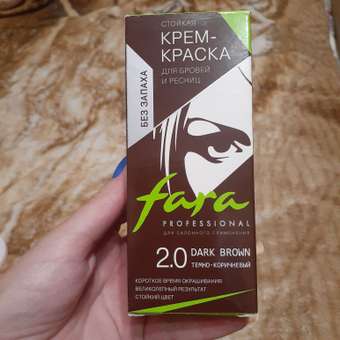 СТОЙКАЯ
КРЕМ-
КРАСКА
ДЛЯ БРОВЕЙ
И РЕСНИЦ
БЕЗ ЗАПАХА
fara
PROFESSIONAL
ДЛЯ САЛОННОГО ПРИМЕНЕНИЯ
2.0 DARK BROWN
ТЕМНО-КОРИЧНЕВЫЙ
КОРОТКОЕ ВРЕМЯ ОКРАШИВАНИЯ
ВЕЛИКОЛЕПНЫЙ РЕЗУЛЬТАТ
СТОЙКИЙ ЦВЕТ